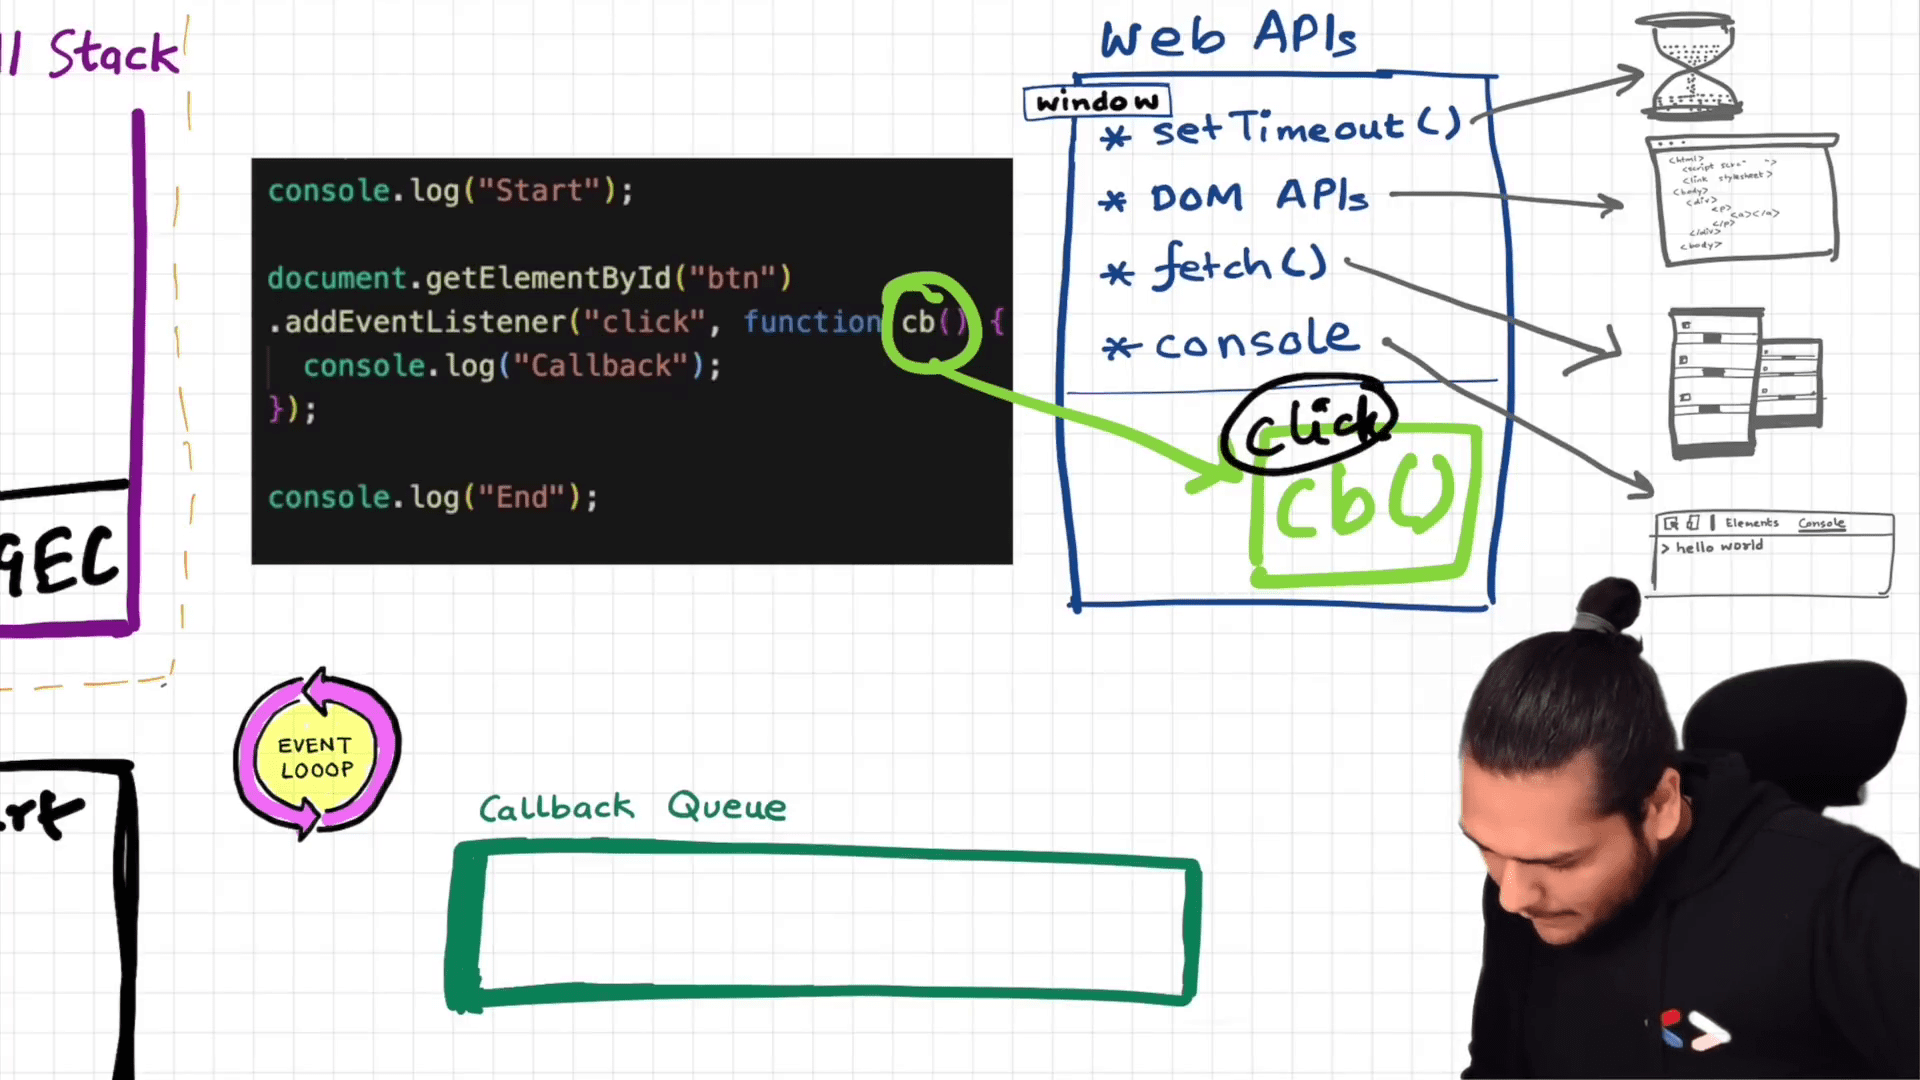 ll Stack
GEC
rt
console.log("Start");
document.getElementById("btn")
.addEventListener("click", function cb() {
console.log("Callback");
});
console.log("End");
Web APIs
window
* setTimeout()
* DOM APIs
* fetch()
* console
click
cb()
<html>
<link stylesheet>
<body>
<div>
<p>
<a></a>
</p>
</div>
<body>
Elements Console
> hello world
EVENT
LOOOP
Callback Queue